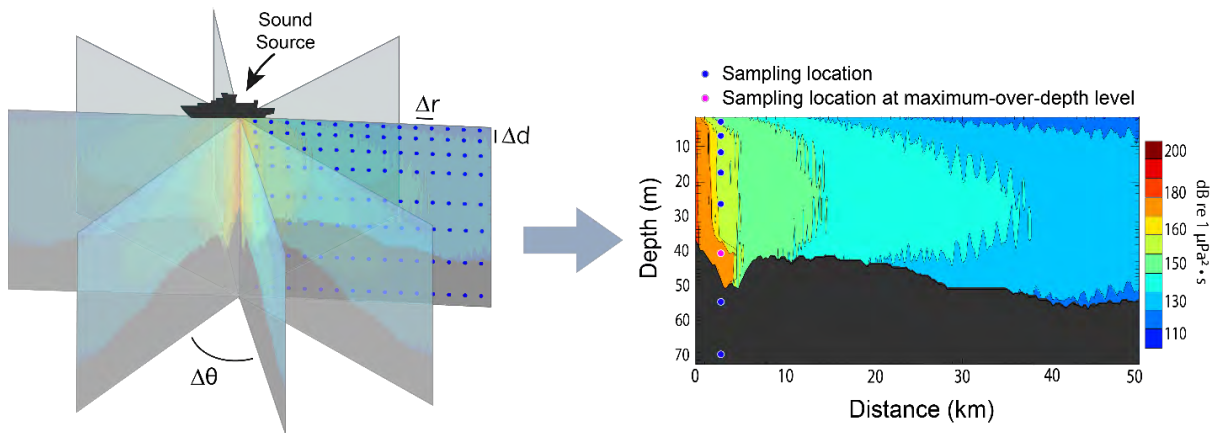 Sound
Source
Δr
Δd
Δθ
Sampling location
Sampling location at maximum-over-depth level
Depth (m)
10
20
30
40
50
60
70
0
10
20
30
40
50
Distance (km)
200
180
160
150
130
110
dB re 1 µPa²·s